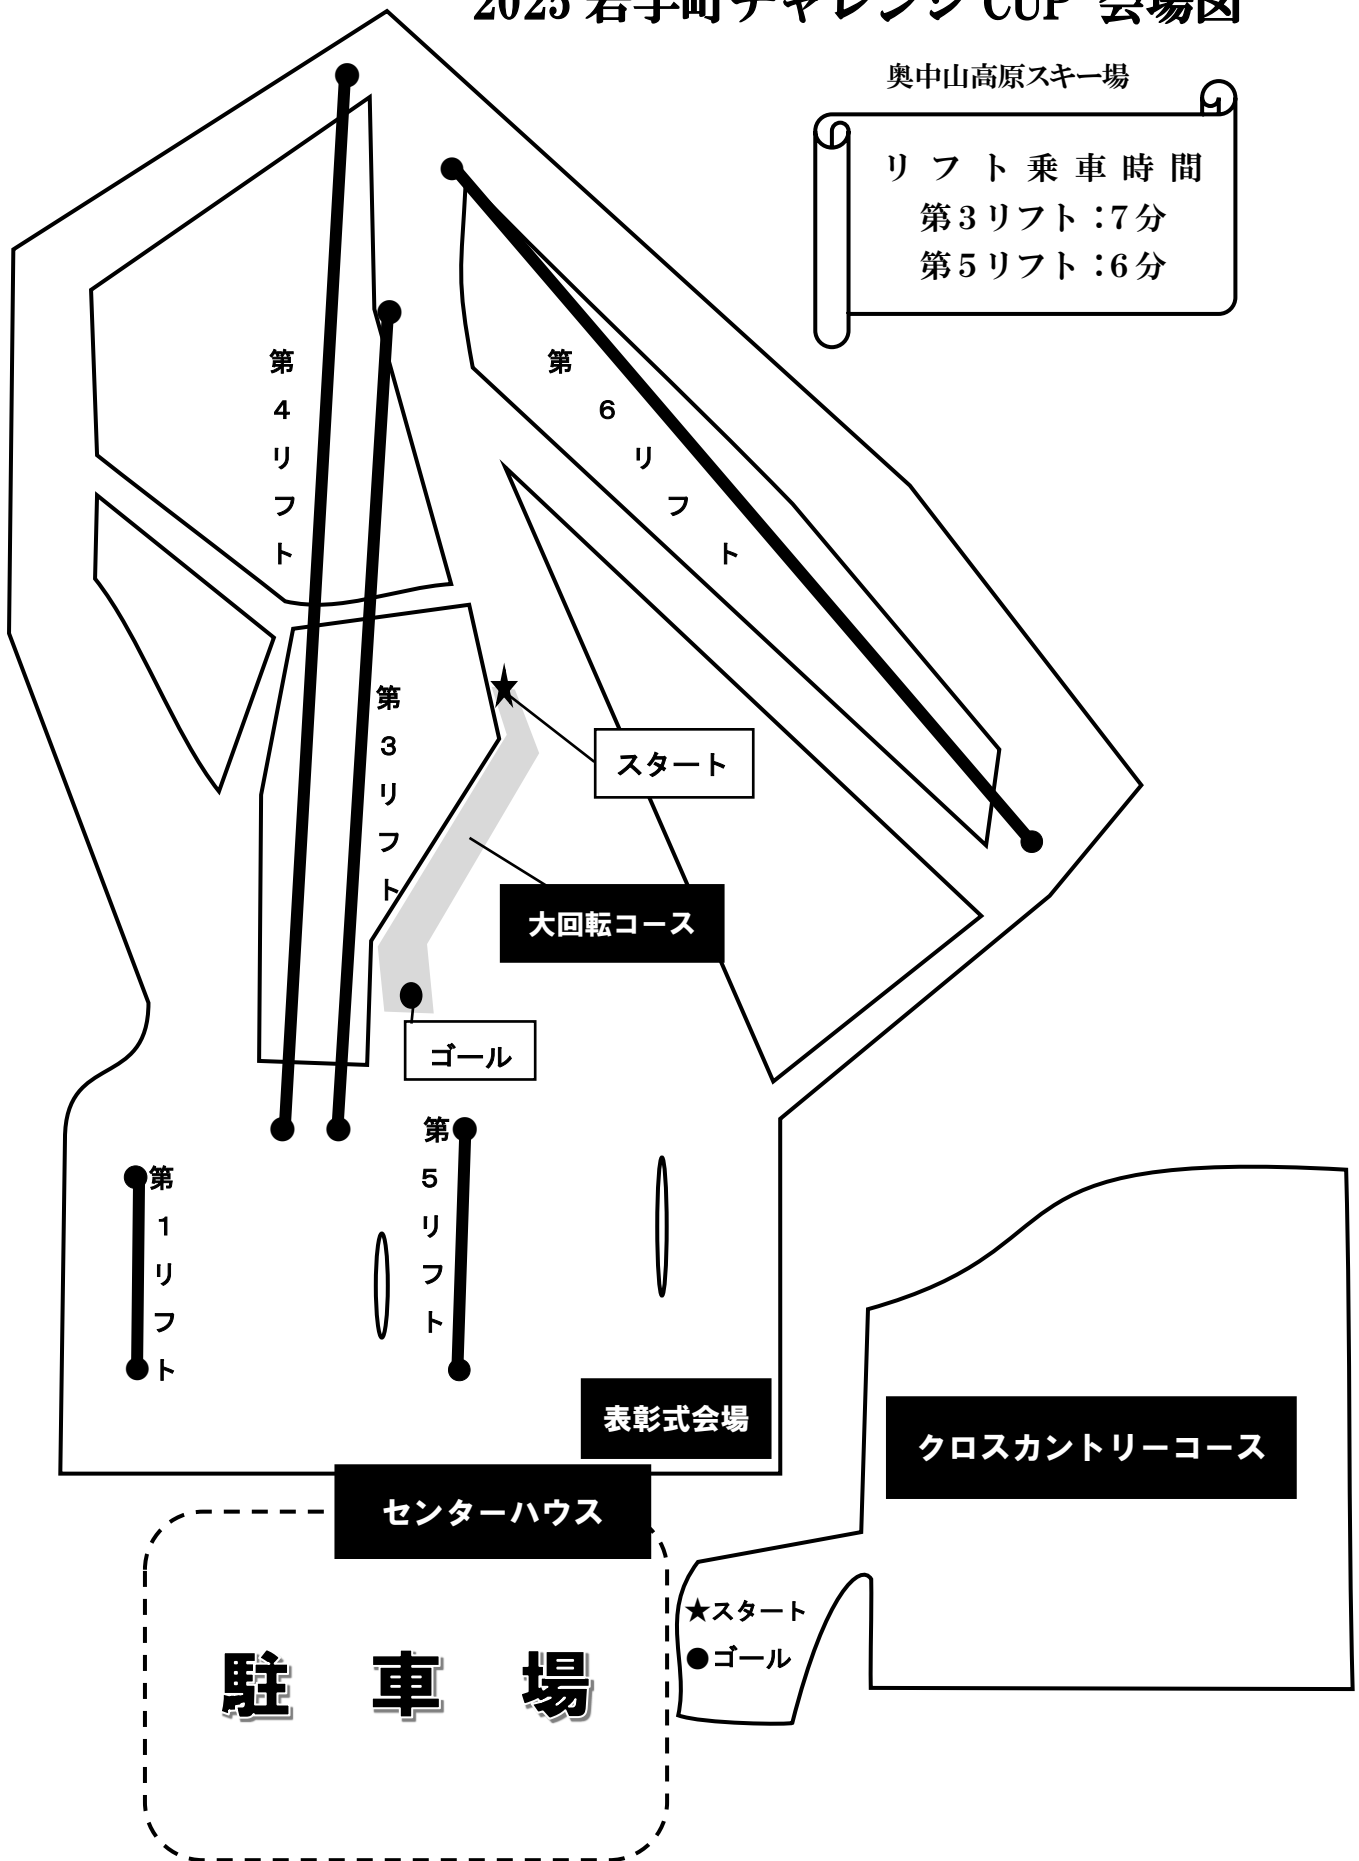 2025 岩手町チャレンジ CUP 会場図
奥中山高原スキー場
リフト乗車時間
第3リフト：7分
第5リフト：6分
第4リフト
第6リフト
第3リフト
スタート
大回転コース
ゴール
第5リフト
第1リフト
表彰式会場
クロスカントリーコース
センターハウス
★スタート
●ゴール
駐車場